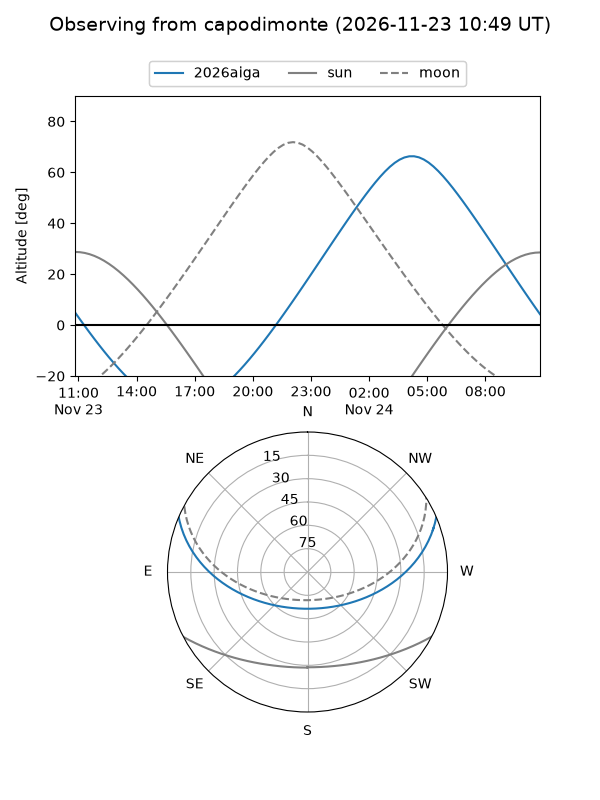 Observing from capodimonte (2026-11-23 10:49 UT)
2026aiga sun moon
Altitude [deg]
80
60
40
20
0
−20
11:00 14:00 17:00 20:00 23:00 02:00 05:00 08:00
Nov 23 Nov 24
N
NE NW
15
30
45
60
75
E W
SE SW
S